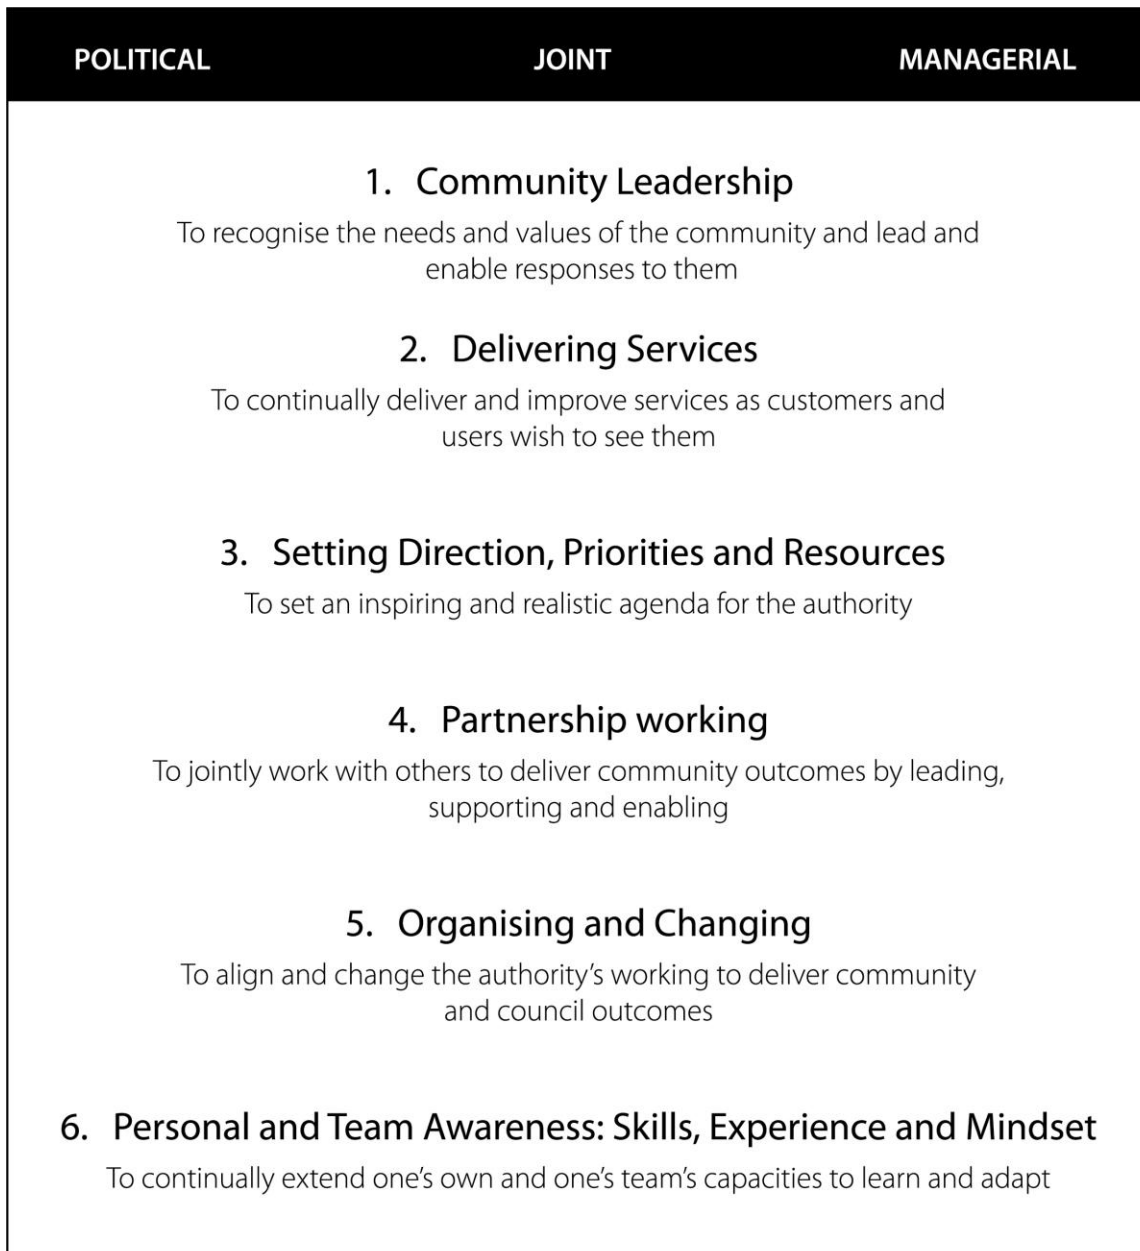 POLITICAL JOINT MANAGERIAL
1. Community Leadership
To recognise the needs and values of the community and lead and
enable responses to them
2. Delivering Services
To continually deliver and improve services as customers and
users wish to see them
3. Setting Direction, Priorities and Resources
To set an inspiring and realistic agenda for the authority
4. Partnership working
To jointly work with others to deliver community outcomes by leading,
supporting and enabling
5. Organising and Changing
To align and change the authority’s working to deliver community
and council outcomes
6. Personal and Team Awareness: Skills, Experience and Mindset
To continually extend one’s own and one’s team’s capacities to learn and adapt